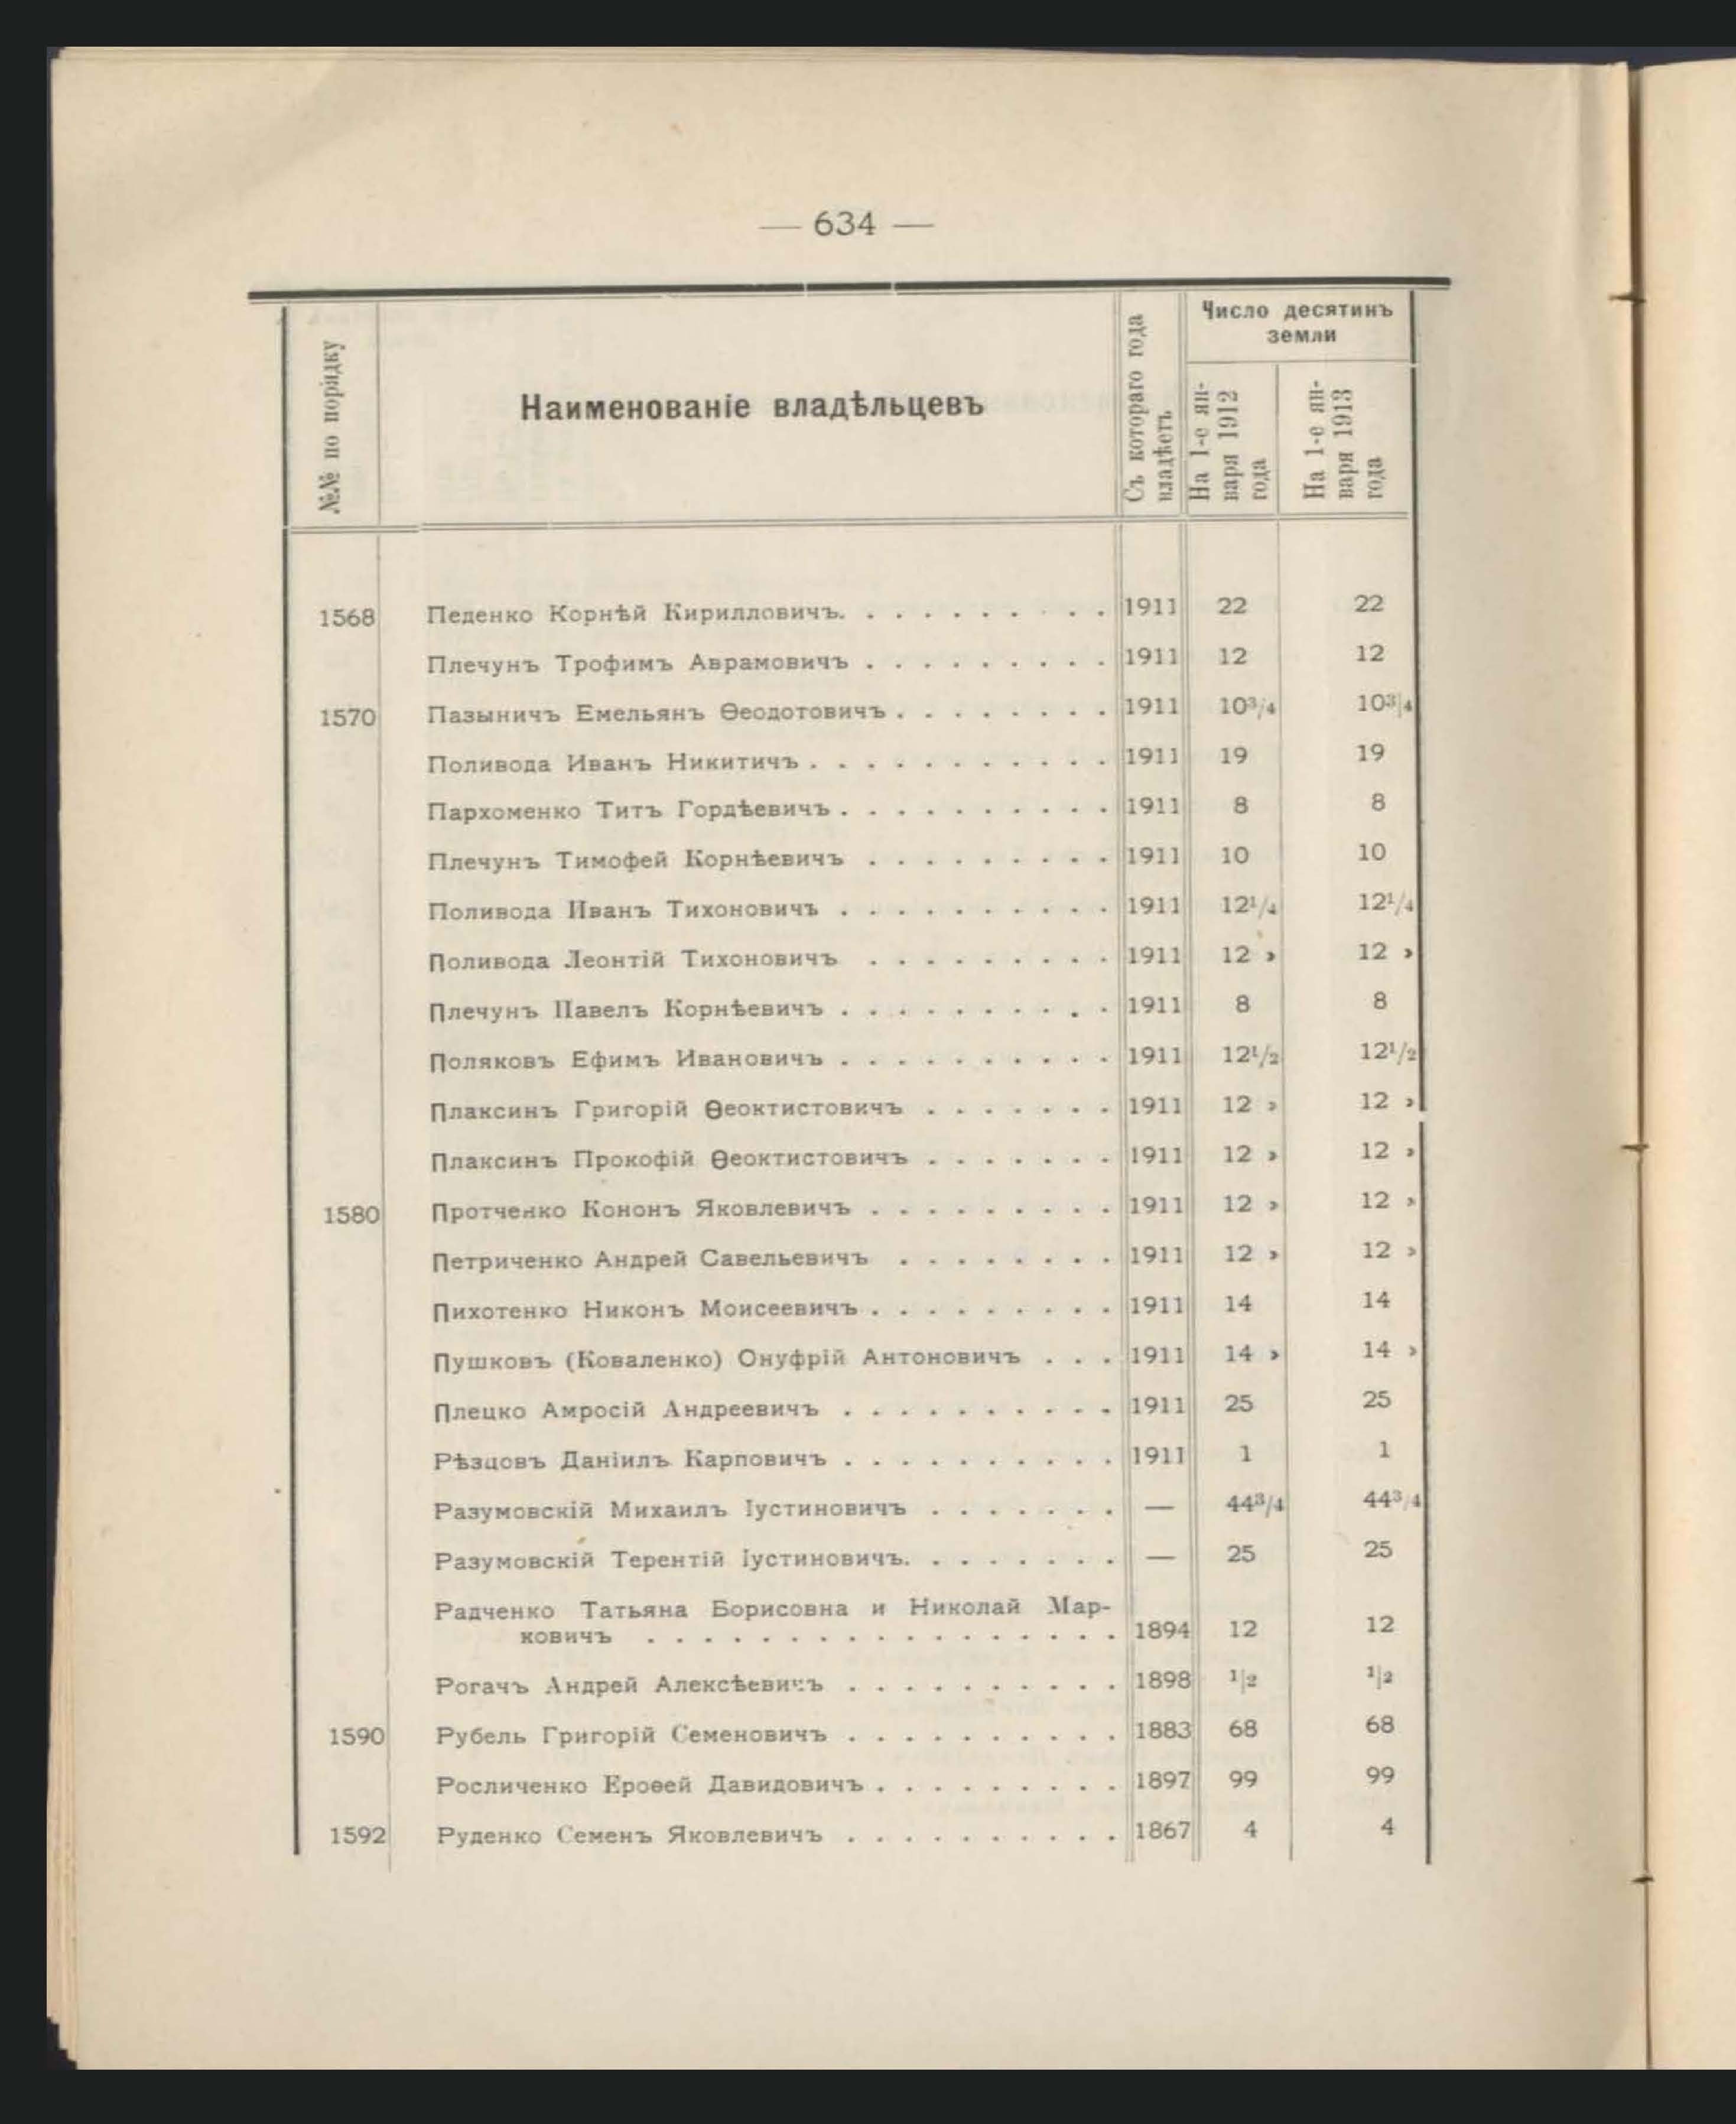 — 634 —
№№ по порядку
Наименованіе владѣльцевъ
Съ котораго года
владѣетъ
Число десятинъ
земли
На 1-е ян-
варя 1912
года
На 1-е ян-
варя 1913
года
1568 Педенко Корнѣй Кирилловичъ. . . . . . . . . . 1911 22 22
Плечунъ Трофимъ Аврамовичъ . . . . . . . . . 1911 12 12
1570 Пазыничъ Емельянъ Ѳеодотовичъ . . . . . . . . 1911 10³/₄ 10³/₄
Поливода Иванъ Никитичъ . . . . . . . . . . . 1911 19 19
Пархоменко Титъ Гордѣевичъ . . . . . . . . . . 1911 8 8
Плечунъ Тимофей Корнѣевичъ . . . . . . . . . 1911 10 10
Поливода Иванъ Тихоновичъ . . . . . . . . . . 1911 12¹/₄ 12¹/₄
Поливода Леонтій Тихоновичъ . . . . . . . . . 1911 12 » 12 »
Плечунъ Павелъ Корнѣевичъ . . . . . . . . . . 1911 8 8
Поляковъ Ефимъ Ивановичъ . . . . . . . . . . 1911 12¹/₂ 12¹/₂
Плаксинъ Григорій Ѳеоктистовичъ . . . . . . . 1911 12 » 12 »
Плаксинъ Прокофій Ѳеоктистовичъ . . . . . . . 1911 12 » 12 »
1580 Протченко Кононъ Яковлевичъ . . . . . . . . . 1911 12 » 12 »
Петриченко Андрей Савельевичъ . . . . . . . . 1911 12 » 12 »
Пихотенко Никонъ Моисеевичъ . . . . . . . . . 1911 14 14
Пушковъ (Коваленко) Онуфрій Антоновичъ . . . 1911 14 » 14 »
Плецко Амросій Андреевичъ . . . . . . . . . . 1911 25 25
Рѣзцовъ Даніилъ Карповичъ . . . . . . . . . . 1911 1 1
Разумовскій Михаилъ Іустиновичъ . . . . . . . — 44³/₄ 44³/₄
Разумовскій Терентій Іустиновичъ. . . . . . . . — 25 25
Радченко Татьяна Борисовна и Николай Мар-
ковичъ . . . . . . . . . . . . . . . . . 1894 12 12
Рогачъ Андрей Алексѣевичъ . . . . . . . . . . 1898 ¹/₂ ¹/₂
1590 Рубель Григорій Семеновичъ . . . . . . . . . . 1883 68 68
Росличенко Ероѳей Давидовичъ . . . . . . . . . 1897 99 99
1592 Руденко Семенъ Яковлевичъ . . . . . . . . . . 1867 4 4